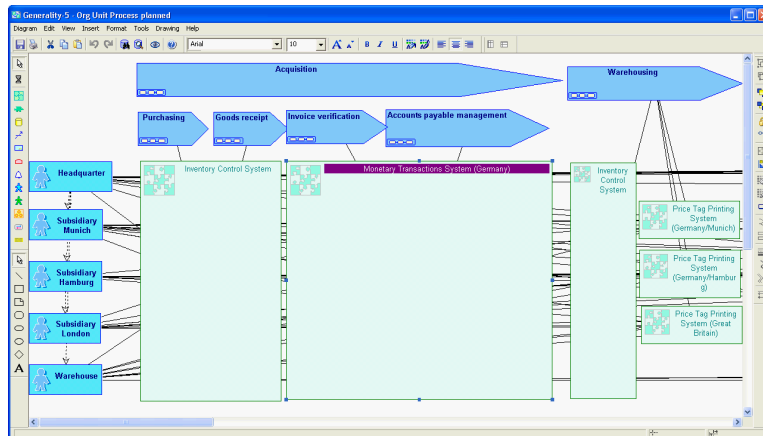 Generality-5 - Org Unit Process planned
Diagram Edit View Insert Format Tools Drawing Help
Arial 10 A A B I U
Acquisition
Warehousing
Purchasing
Goods receipt
Invoice verification
Accounts payable management
Headquarter
Inventory Control System
Monetary Transactions System (Germany)
Inventory
Control
System
Subsidiary
Munich
Price Tag Printing
System
(Germany/Munich)
Subsidiary
Hamburg
Price Tag Printing
System
(Germany/Hambur
g)
Subsidiary
London
Price Tag Printing
System (Great
Britain)
Warehouse
A